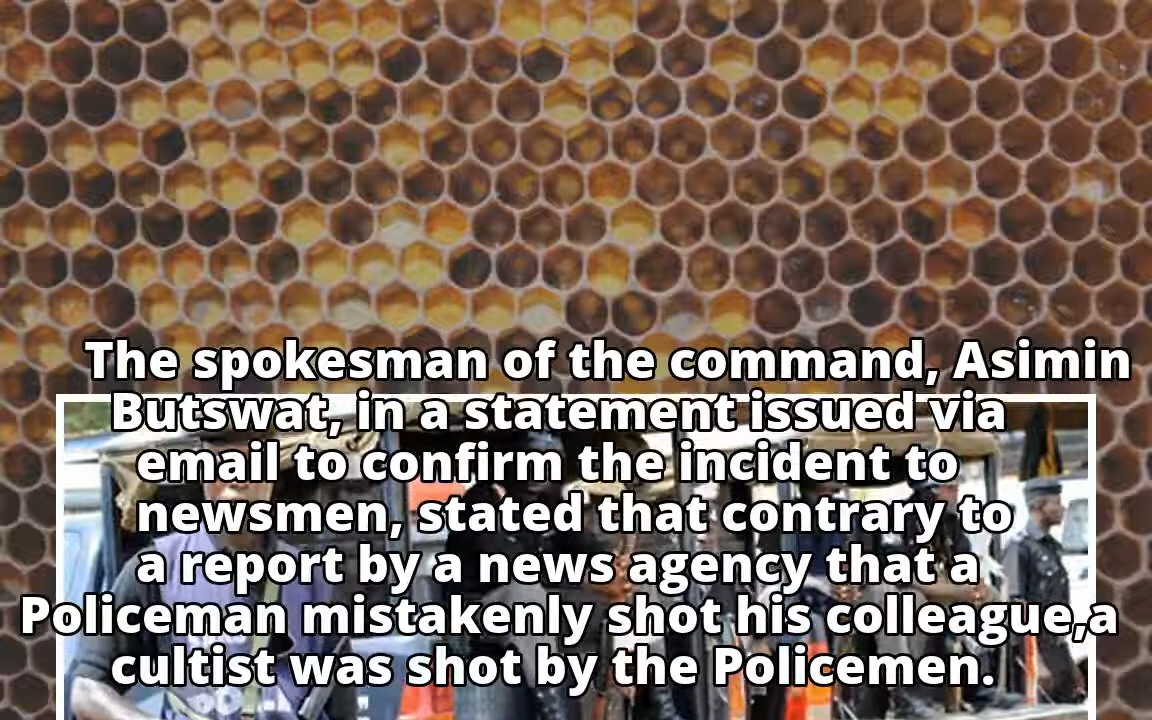 The spokesman of the command, Asimin
Butswat, in a statement issued via
email to confirm the incident to
newsmen, stated that contrary to
a report by a news agency that a
Policeman mistakenly shot his colleague,a
cultist was shot by the Policemen.